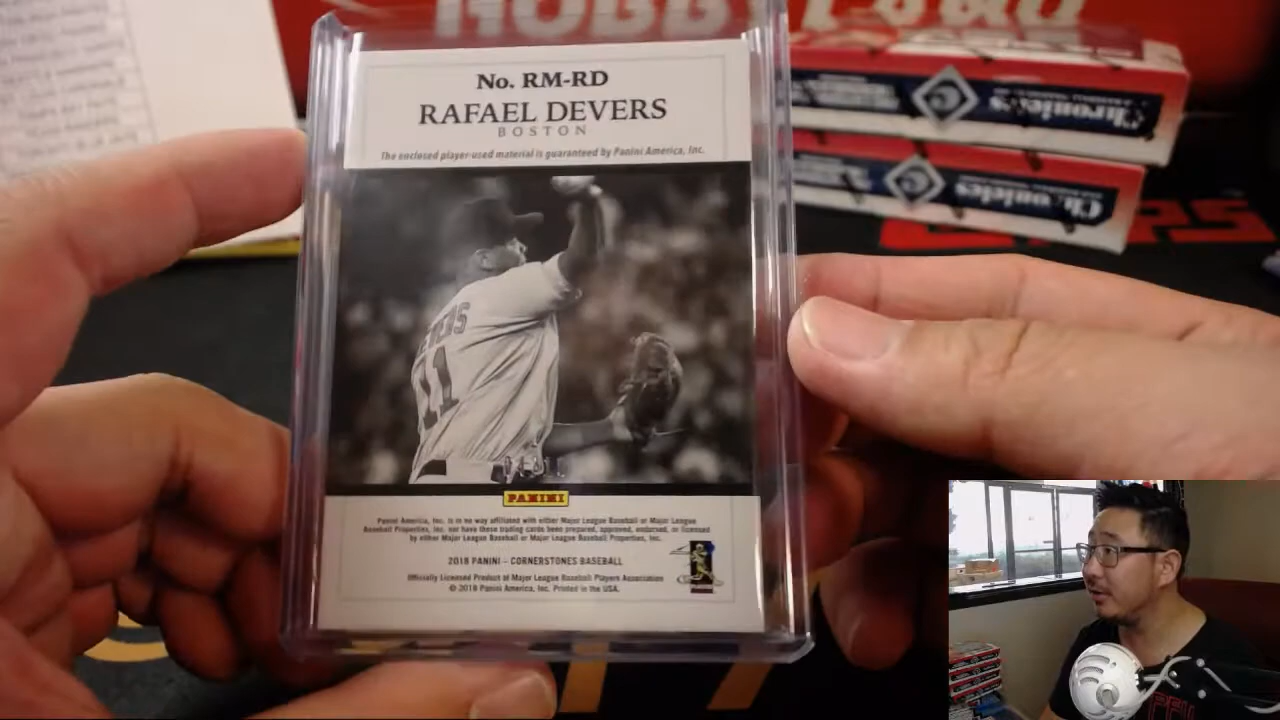 HOBBY
Chronicles
Chronicles
No. RM-RD
RAFAEL DEVERS
BOSTON
The enclosed player-used material is guaranteed by Panini America, Inc.
11
PANINI
Panini America, Inc. is in no way affiliated with either Major League Baseball or Major League
Baseball Properties, Inc. nor have these trading cards been prepared, approved, endorsed, or licensed
by either Major League Baseball or Major League Baseball Properties, Inc.
2018 PANINI – CORNERSTONES BASEBALL
Officially Licensed Product of Major League Baseball Players Association
© 2018 Panini America, Inc. Printed in the USA.